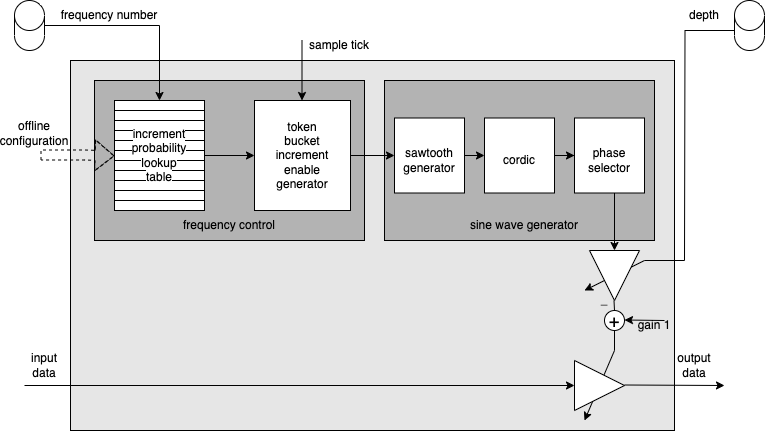 frequency number
depth
sample tick
offline
configuration
increment
probability
lookup
table
token
bucket
increment
enable
generator
sawtooth
generator
cordic
phase
selector
frequency control
sine wave generator
−
+
gain 1
input
data
output
data